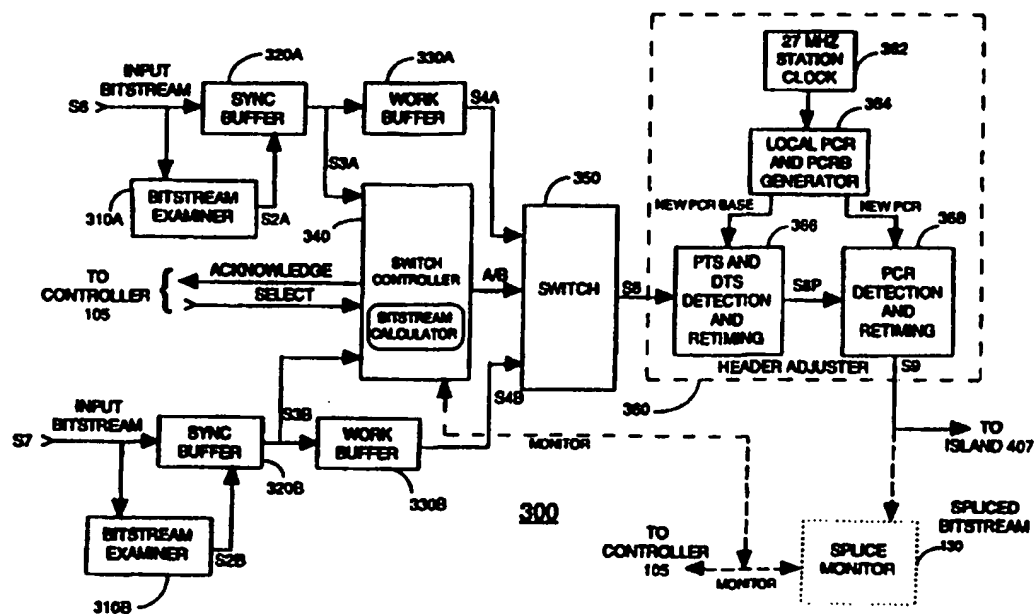 320A
330A
27 MHZ
STATION
CLOCK
362
INPUT
BITSTREAM
S6
SYNC
BUFFER
WORK
BUFFER
S4A
364
LOCAL PCR
AND PCRB
GENERATOR
S3A
350
310A
BITSTREAM
EXAMINER
S2A
340
NEW PCR BASE
NEW PCR
366
368
TO
CONTROLLER
105
{
ACKNOWLEDGE
SELECT
SWITCH
CONTROLLER
BITSTREAM
CALCULATOR
A/B
SWITCH
S8
PTS AND
DTS
DETECTION
AND
RETIMING
S8P
PCR
DETECTION
AND
RETIMING
HEADER ADJUSTER
S9
360
S4B
S3B
INPUT
BITSTREAM
S7
SYNC
BUFFER
320B
WORK
BUFFER
330B
MONITOR
TO
ISLAND 407
BITSTREAM
EXAMINER
S2B
310B
300
TO
CONTROLLER
105
MONITOR
SPLICED
BITSTREAM
130
SPLICE
MONITOR